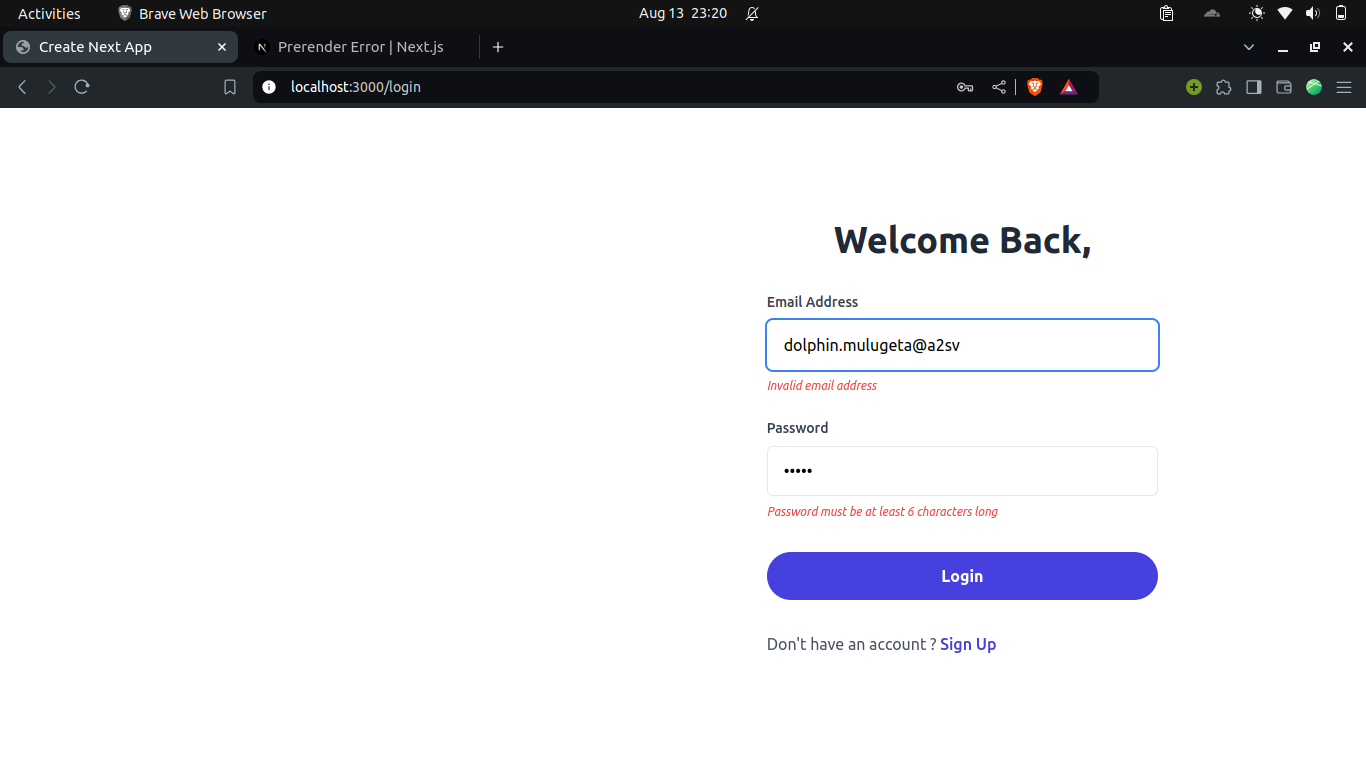 Activities Brave Web Browser Aug 13 23:20
Create Next App Prerender Error | Next.js
localhost:3000/login
Welcome Back,
Email Address
dolphin.mulugeta@a2sv
Invalid email address
Password
•••••
Password must be at least 6 characters long
Login
Don't have an account ? Sign Up